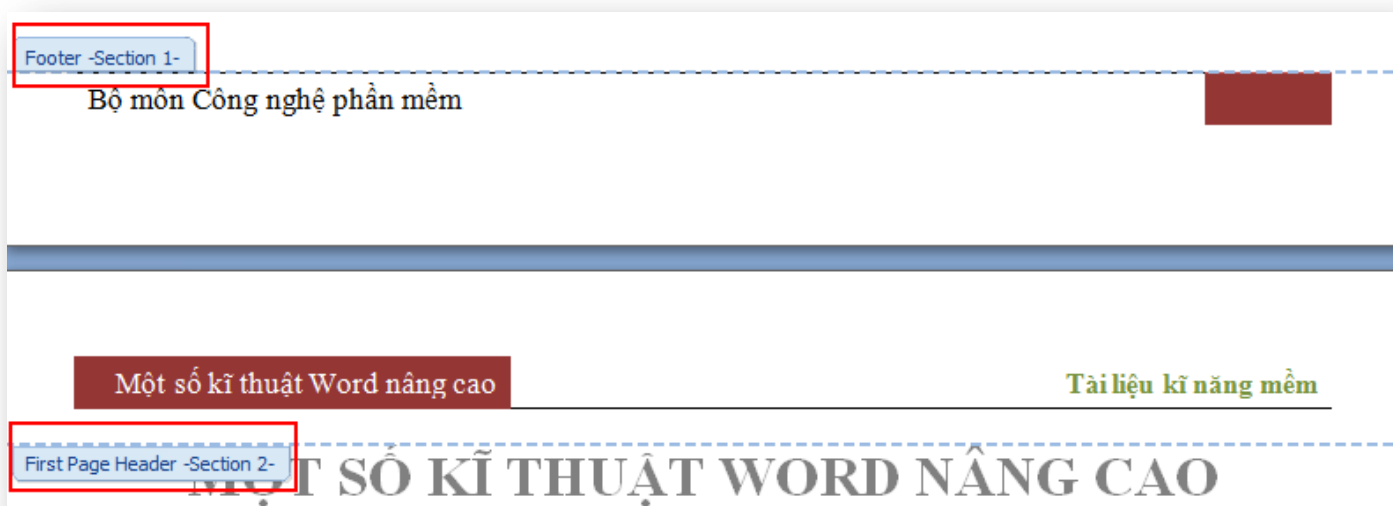 Footer -Section 1-
Bộ môn Công nghệ phần mềm
Một số kĩ thuật Word nâng cao
Tài liệu kĩ năng mềm
First Page Header -Section 2-
MỘT SỐ KĨ THUẬT WORD NÂNG CAO